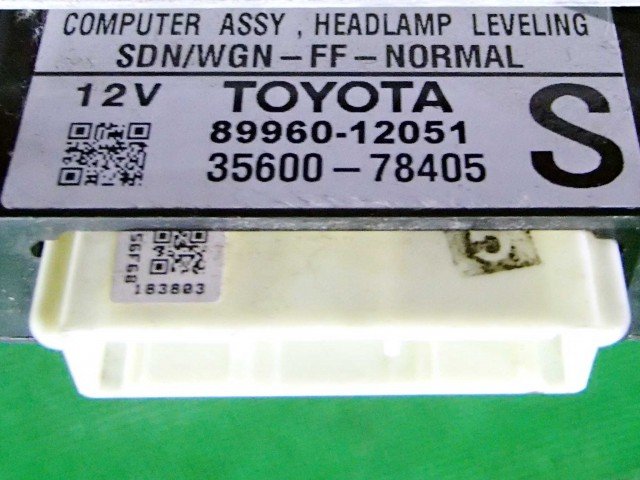 COMPUTER ASSY , HEADLAMP LEVELING
SDN/WGN-FF-NORMAL
12V TOYOTA
89960-12051 S
35600-78405
183803